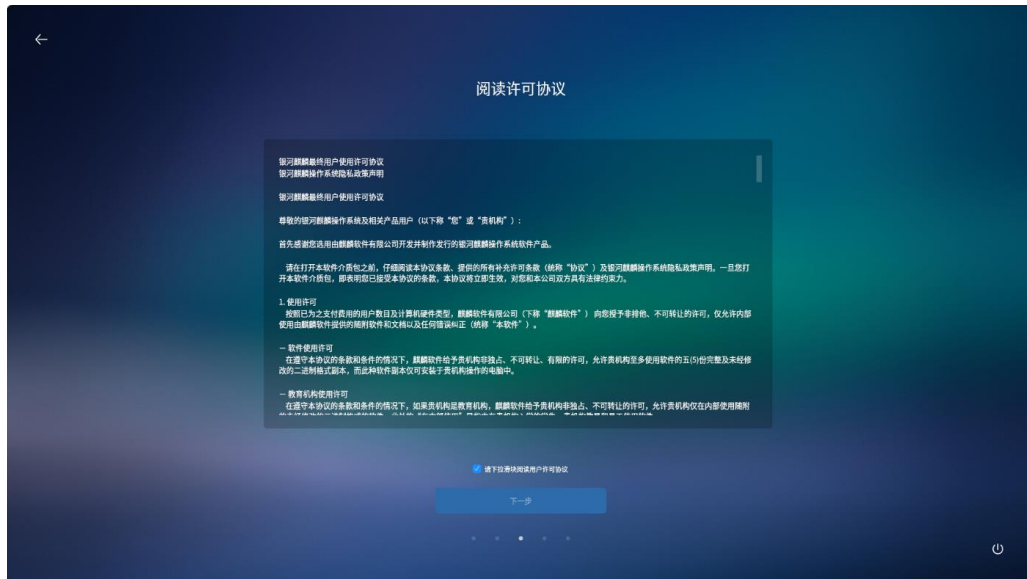 阅读许可协议
银河麒麟最终用户使用许可协议
银河麒麟操作系统隐私政策声明
银河麒麟最终用户使用许可协议
尊敬的银河麒麟操作系统及相关产品用户（以下称“您”或“贵机构”）：
首先感谢您选用由麒麟软件有限公司开发并制作发行的银河麒麟操作系统软件产品。
请在打开本软件介质包之前，仔细阅读本协议条款、提供的所有补充许可条款（统称“协议”）及银河麒麟操作系统隐私政策声明。一旦您打
开本软件介质包，即表明您已接受本协议的条款，本协议将立即生效，对您和本公司双方具有法律约束力。
1. 使用许可
按照已为之支付费用的用户数目及计算机硬件类型，麒麟软件有限公司（下称“麒麟软件”）向您授予非排他、不可转让的许可，仅允许内部
使用由麒麟软件提供的随附软件和文档以及任何错误纠正（统称“本软件”）。
— 软件使用许可
在遵守本协议的条款和条件的情况下，麒麟软件给予贵机构非独占、不可转让、有限的许可，允许贵机构至多使用软件的五(5)份完整及未经修
改的二进制格式副本，而此种软件副本仅可安装于贵机构操作的电脑中。
— 教育机构使用许可
在遵守本协议的条款和条件的情况下，如果贵机构是教育机构，麒麟软件给予贵机构非独占、不可转让的许可，允许贵机构仅在内部使用随附
请下拉滑块阅读用户许可协议
下一步